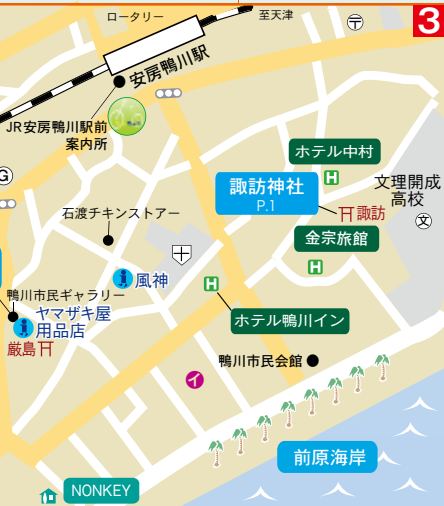 ロータリー
至天津
〒
3
安房鴨川駅
JR安房鴨川駅前
案内所
G
ホテル中村
H
諏訪神社
P.1
諏訪
文理開成
高校
文
石渡チキンストアー
金宗旅館
H
風神
H
鴨川市民ギャラリー
ヤマザキ屋
用品店
厳島
ホテル鴨川イン
鴨川市民会館
イ
前原海岸
NONKEY